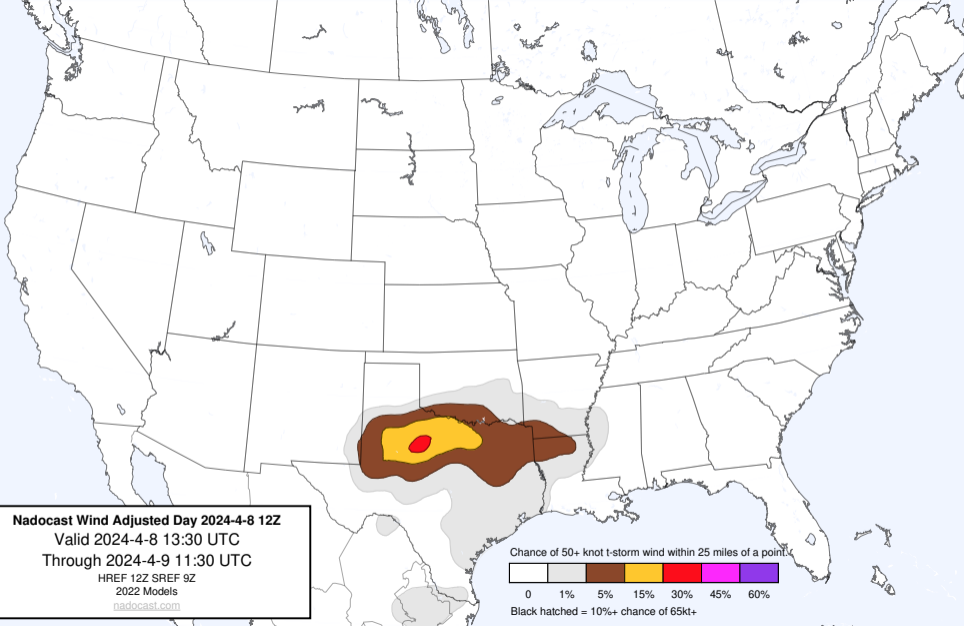 Nadocast Wind Adjusted Day 2024-4-8 12Z
Valid 2024-4-8 13:30 UTC
Through 2024-4-9 11:30 UTC
HREF 12Z SREF 9Z
2022 Models
nadocast.com
Chance of 50+ knot t-storm wind within 25 miles of a point.
0 1% 5% 15% 30% 45% 60%
Black hatched = 10%+ chance of 65kt+